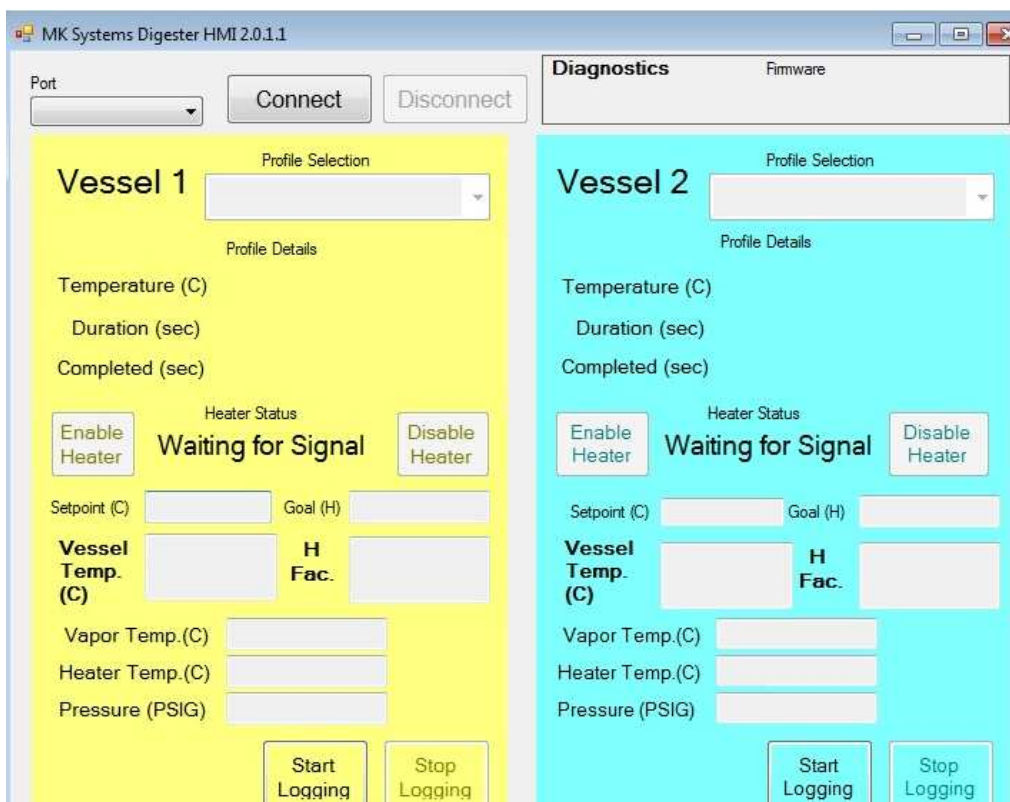 MK Systems Digester HMI 2.0.1.1
Port
Connect
Disconnect
Diagnostics
Firmware
Vessel 1
Profile Selection
Profile Details
Temperature (C)
Duration (sec)
Completed (sec)
Heater Status
Enable
Heater
Waiting for Signal
Disable
Heater
Setpoint (C)
Goal (H)
Vessel
Temp.
(C)
H
Fac.
Vapor Temp.(C)
Heater Temp.(C)
Pressure (PSIG)
Start
Logging
Stop
Logging
Vessel 2
Profile Selection
Profile Details
Temperature (C)
Duration (sec)
Completed (sec)
Heater Status
Enable
Heater
Waiting for Signal
Disable
Heater
Setpoint (C)
Goal (H)
Vessel
Temp.
(C)
H
Fac.
Vapor Temp.(C)
Heater Temp.(C)
Pressure (PSIG)
Start
Logging
Stop
Logging